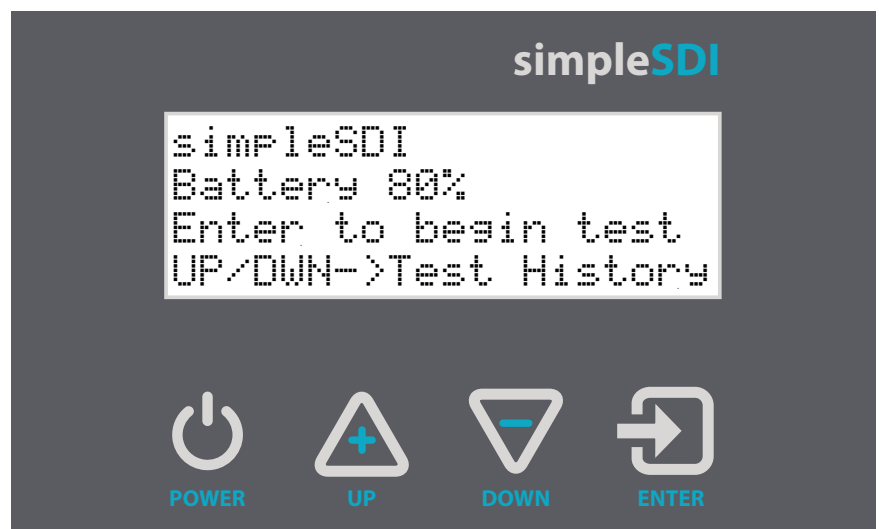 simpleSDI
simpleSDI
Battery 80%
Enter to begin test
UP/DWN->Test History
POWER UP DOWN ENTER